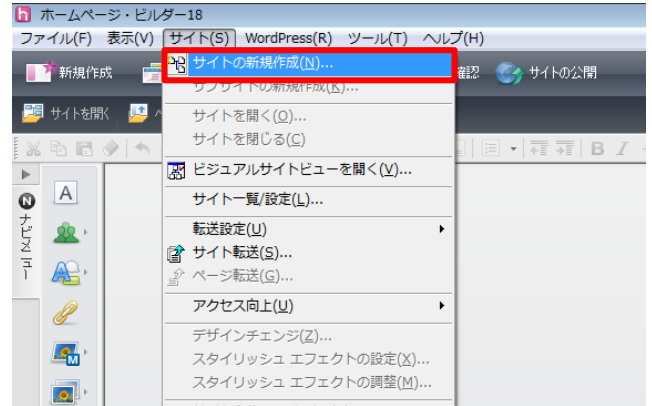 ホームページ・ビルダー18
ファイル(F) 表示(V) サイト(S) WordPress(R) ツール(T) ヘルプ(H)
新規作成 確認 サイトの公開
サイトを開く
サイトの新規作成(N)...
サブサイトの新規作成(K)...
サイトを開く(O)...
サイトを閉じる(C)
ビジュアルサイトビューを開く(V)...
サイト一覧/設定(L)...
転送設定(U)
サイト転送(S)...
ページ転送(G)...
アクセス向上(U)
デザインチェンジ(Z)...
スタイリッシュ エフェクトの設定(X)...
スタイリッシュ エフェクトの調整(M)...
ナビメニュー
A
B I